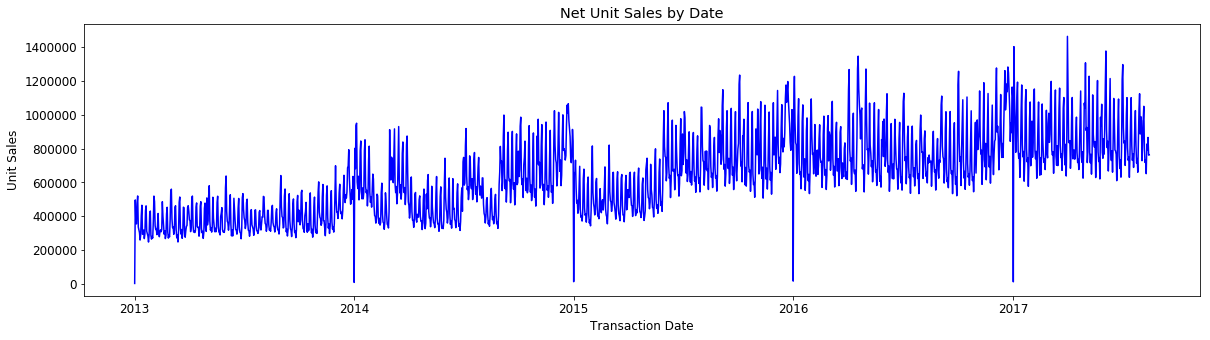 Net Unit Sales by Date
Unit Sales
1400000
1200000
1000000
800000
600000
400000
200000
0
2013 2014 2015 2016 2017
Transaction Date